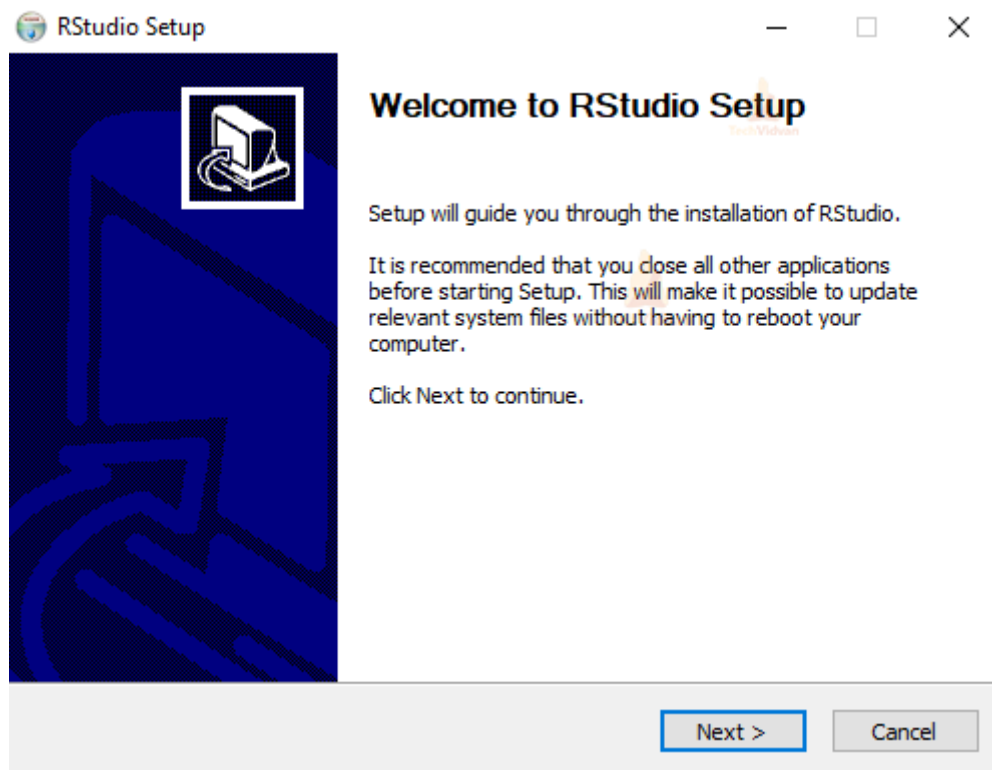 RStudio Setup
Welcome to RStudio Setup
TechVidvan
Setup will guide you through the installation of RStudio.
It is recommended that you close all other applications
before starting Setup. This will make it possible to update
relevant system files without having to reboot your
computer.
Click Next to continue.
Next >
Cancel